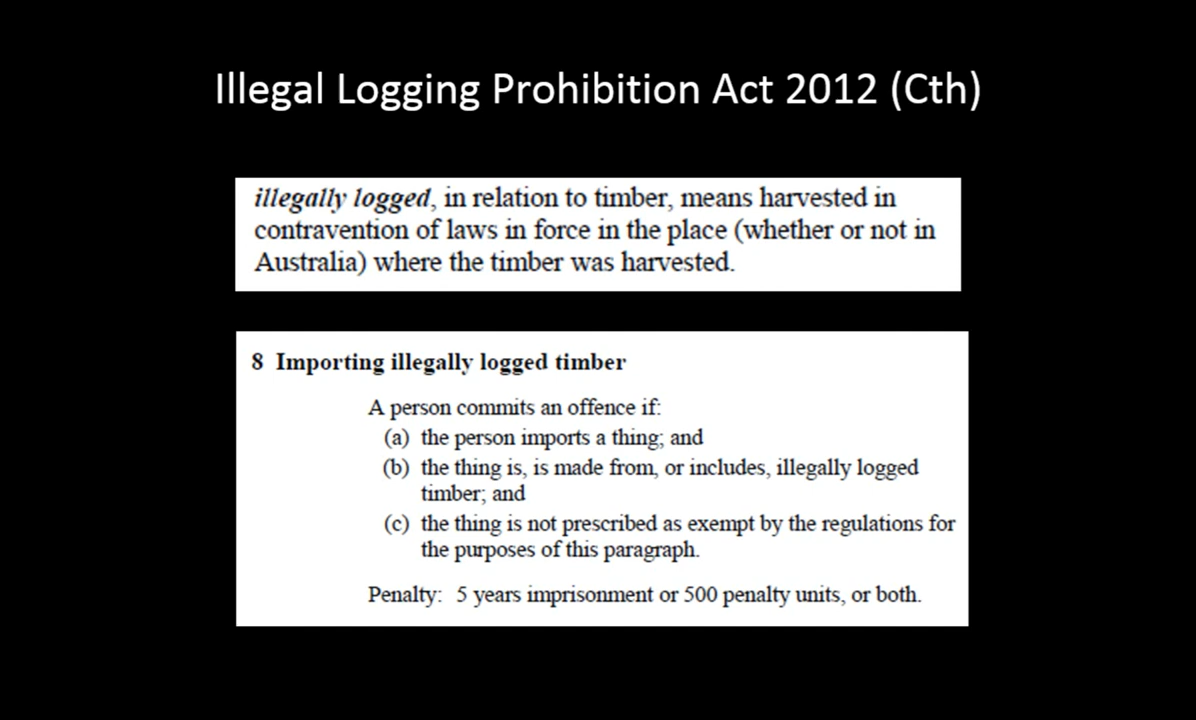 Illegal Logging Prohibition Act 2012 (Cth)
illegally logged, in relation to timber, means harvested in
contravention of laws in force in the place (whether or not in
Australia) where the timber was harvested.
8 Importing illegally logged timber
A person commits an offence if:
(a) the person imports a thing; and
(b) the thing is, is made from, or includes, illegally logged
timber; and
(c) the thing is not prescribed as exempt by the regulations for
the purposes of this paragraph.
Penalty: 5 years imprisonment or 500 penalty units, or both.